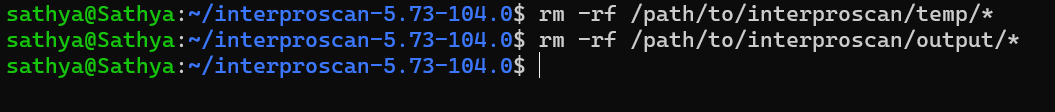 sathya@Sathya:~/interproscan-5.73-104.0$ rm -rf /path/to/interproscan/temp/*
sathya@Sathya:~/interproscan-5.73-104.0$ rm -rf /path/to/interproscan/output/*
sathya@Sathya:~/interproscan-5.73-104.0$